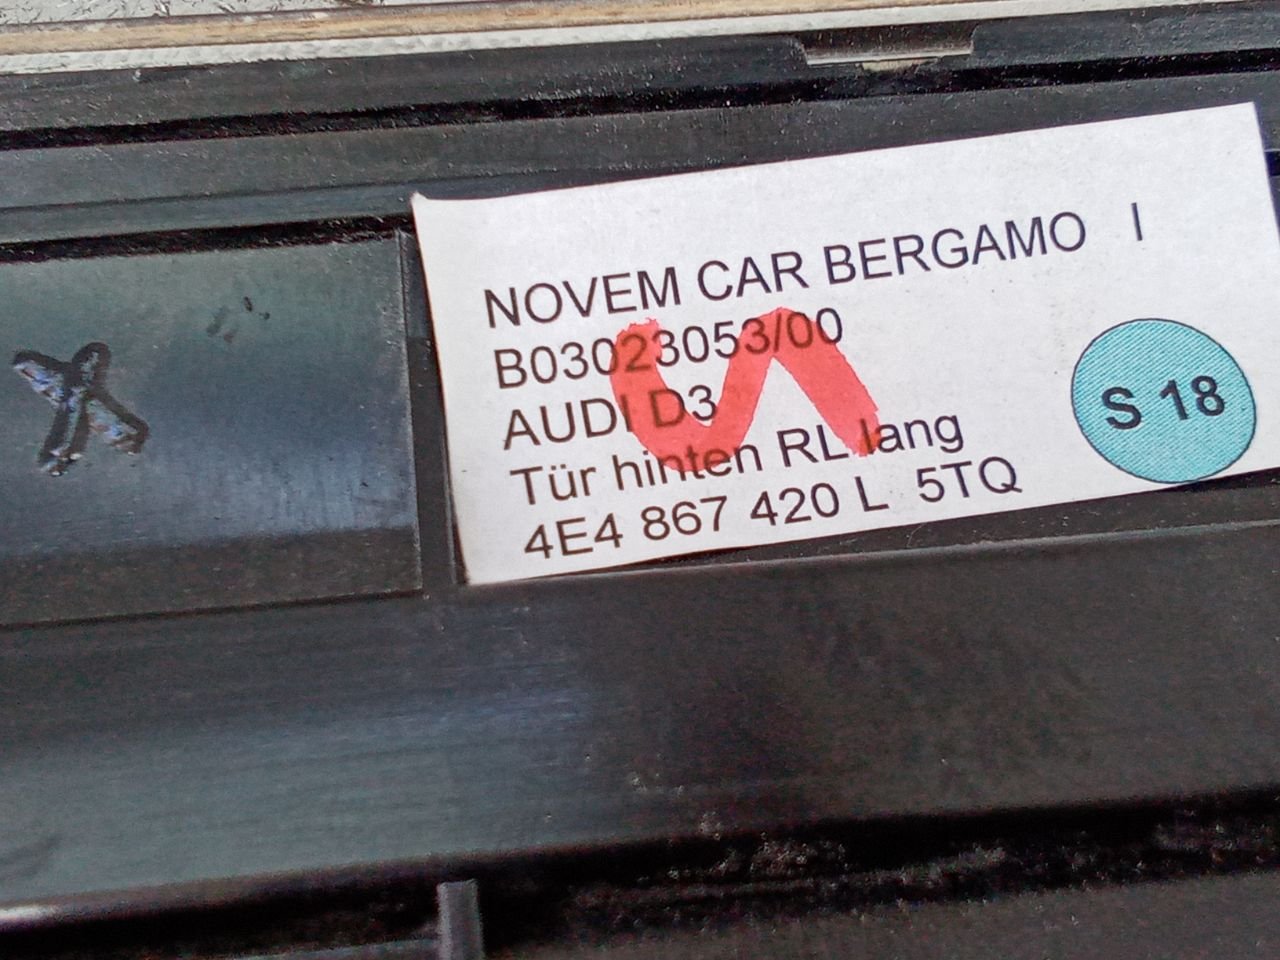 NOVEM CAR BERGAMO I
B03023053/00
AUDI D3
Tür hinten RL lang
4E4 867 420 L 5TQ
S 18
X